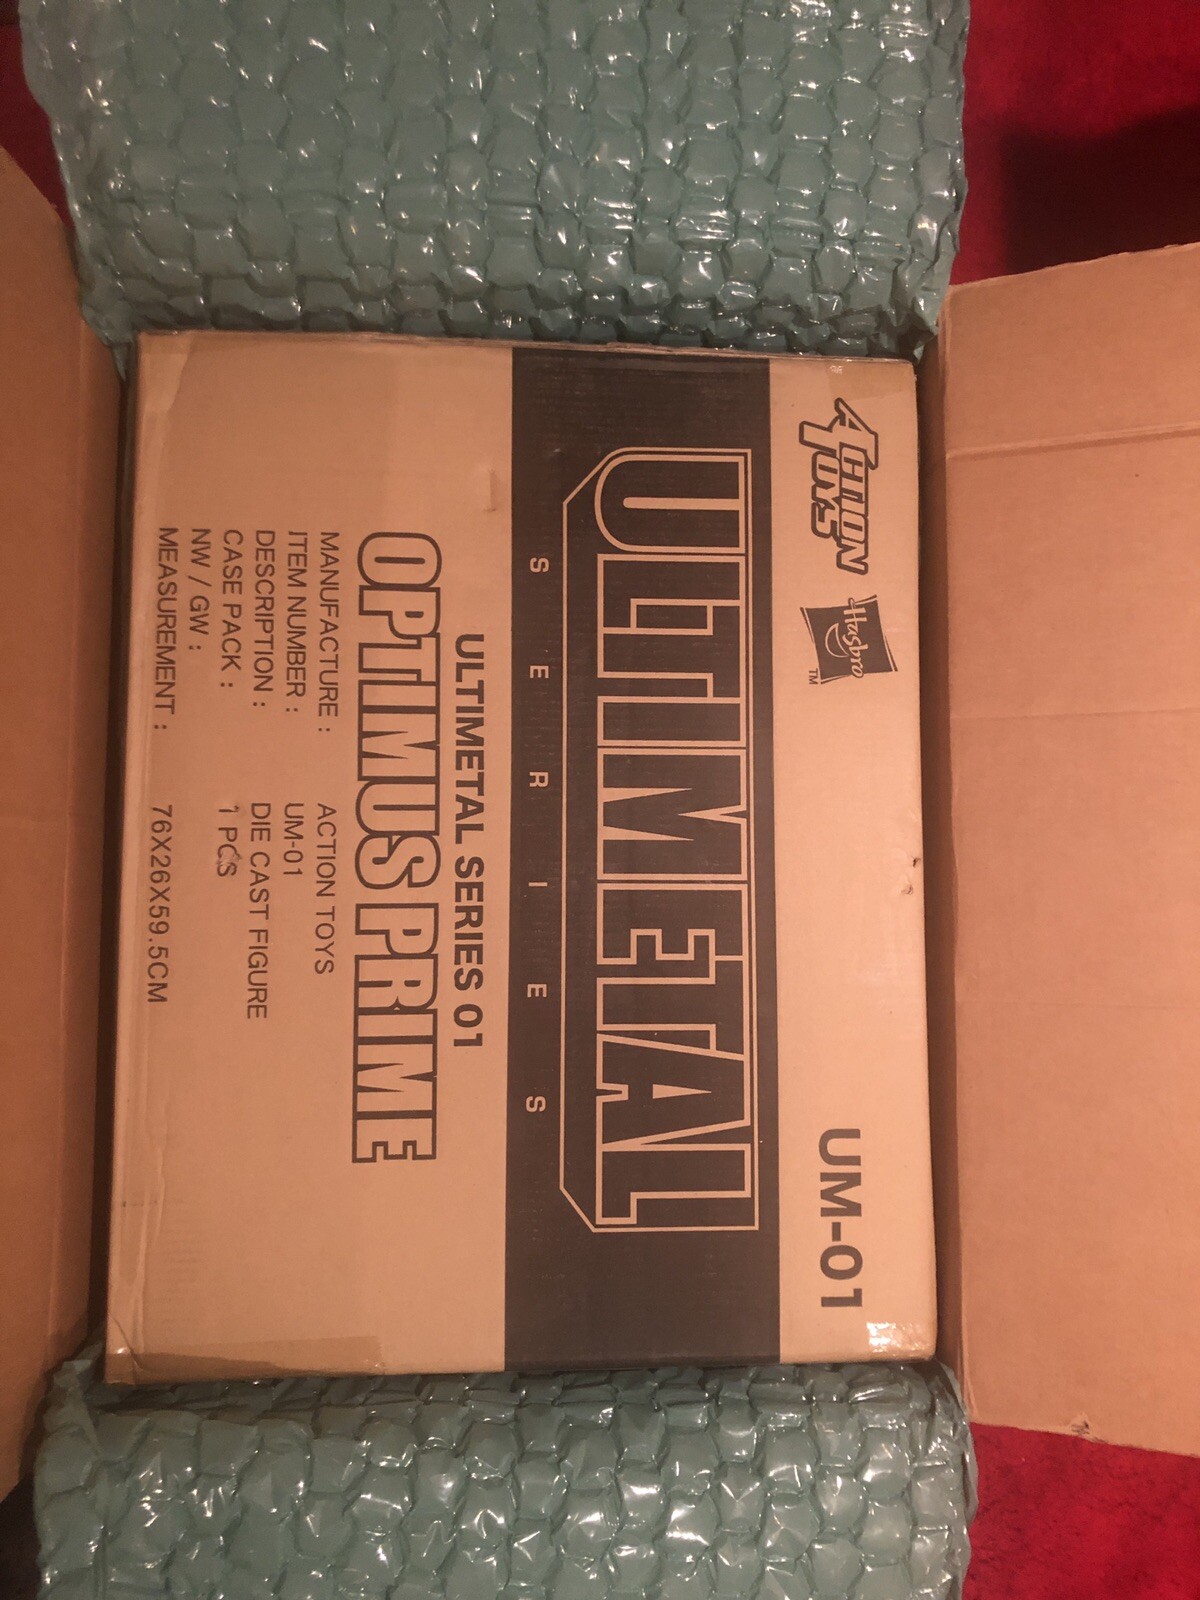 ACTION TOYS
Hasbro
TM
UM-01
ULTIMETAL
SERIES
ULTIMETAL SERIES 01
OPTIMUS PRIME
MANUFACTURE : ACTION TOYS
ITEM NUMBER : UM-01
DESCRIPTION : DIE CAST FIGURE
CASE PACK : 1 PCS
NW / GW :
MEASUREMENT : 76X26X59.5CM